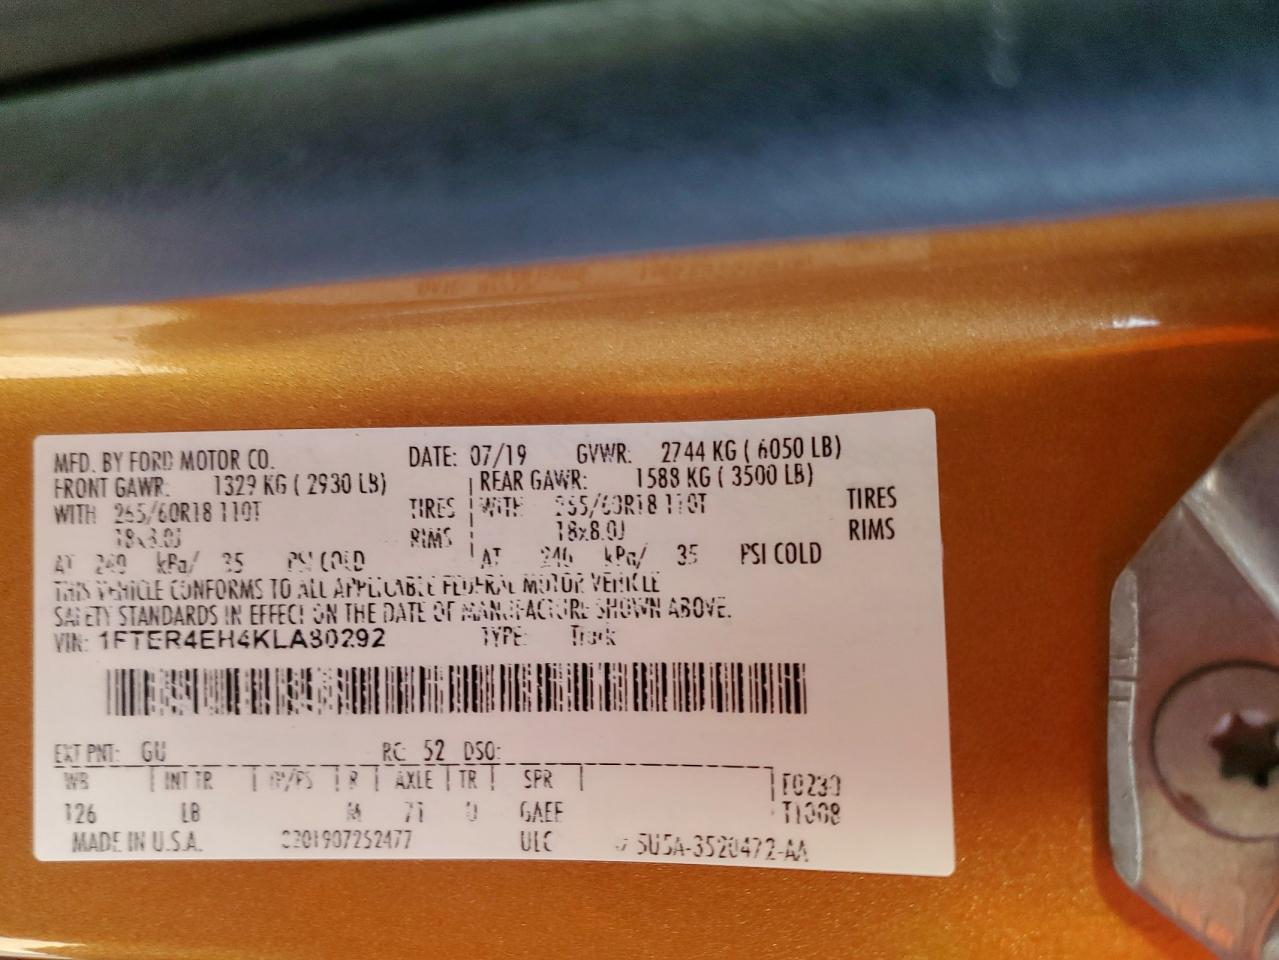 MFD. BY FORD MOTOR CO. DATE: 07/19 GVWR: 2744 KG ( 6050 LB)
FRONT GAWR: 1329 KG ( 2930 LB) REAR GAWR: 1588 KG ( 3500 LB)
WITH 265/60R18 110T TIRES WITH 265/60R18 110T TIRES
18x8.0J RIMS 18x8.0J RIMS
AT 240 kPa/ 35 PSI COLD AT 240 kPa/ 35 PSI COLD
THIS VEHICLE CONFORMS TO ALL APPLICABLE FEDERAL MOTOR VEHICLE
SAFETY STANDARDS IN EFFECT ON THE DATE OF MANUFACTURE SHOWN ABOVE.
VIN: 1FTER4EH4KLA80292 TYPE: Truck
EXT PNT: GU RC: 52 DSO:
WB INT TR TP/PS R AXLE TR SPR
126 LB M 71 GAEF
MADE IN U.S.A. ULC 5U5A-3520472-AA